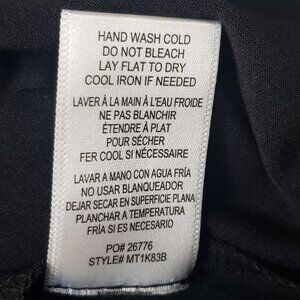 HAND WASH COLD
DO NOT BLEACH
LAY FLAT TO DRY
COOL IRON IF NEEDED
LAVER À LA MAIN À L'EAU FROIDE
NE PAS BLANCHIR
ÉTENDRE À PLAT
POUR SÉCHER
FER COOL SI NÉCESSAIRE
LAVAR A MANO CON AGUA FRÍA
NO USAR BLANQUEADOR
DEJAR SECAR EN SUPERFICIE PLANA
PLANCHAR A TEMPERATURA
FRÍA SI ES NECESARIO
PO# 26776
STYLE# MT1K83B